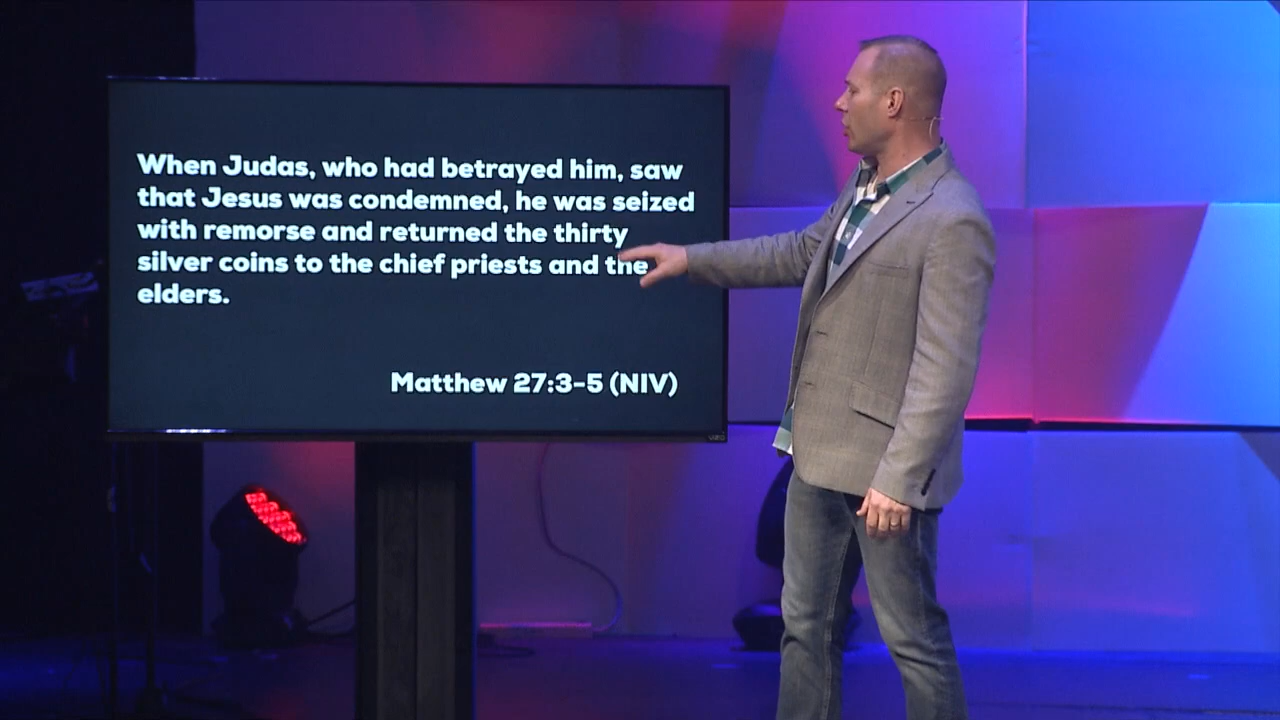 When Judas, who had betrayed him, saw
that Jesus was condemned, he was seized
with remorse and returned the thirty
silver coins to the chief priests and the
elders.
Matthew 27:3-5 (NIV)